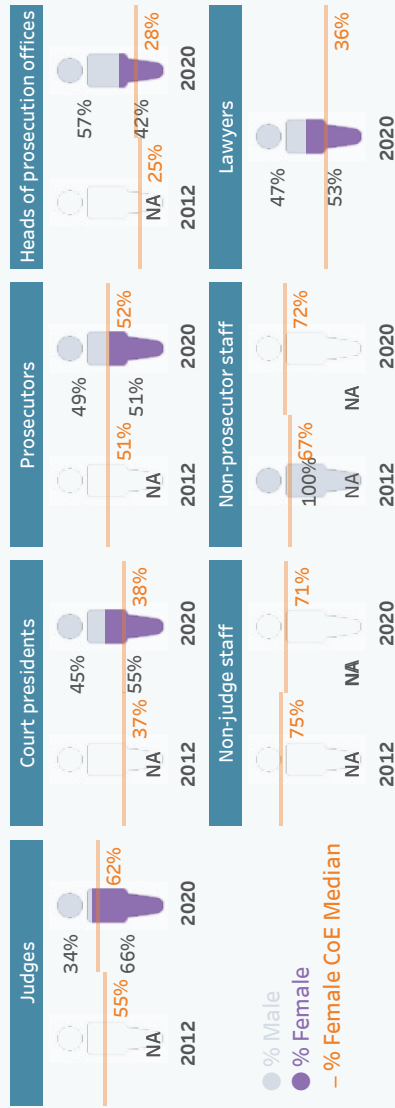 Judges
34%
62%
55%
66%
NA
2012
2020
Court presidents
45%
38%
37%
55%
NA
2012
2020
Prosecutors
49%
52%
51%
51%
NA
2012
2020
Heads of prosecution offices
57%
28%
25%
42%
NA
2012
2020
% Male
% Female
– % Female CoE Median
Non-judge staff
75%
71%
NA
NA
2012
2020
Non-prosecutor staff
72%
67%
100%
NA
NA
2012
2020
Lawyers
47%
36%
53%
2020